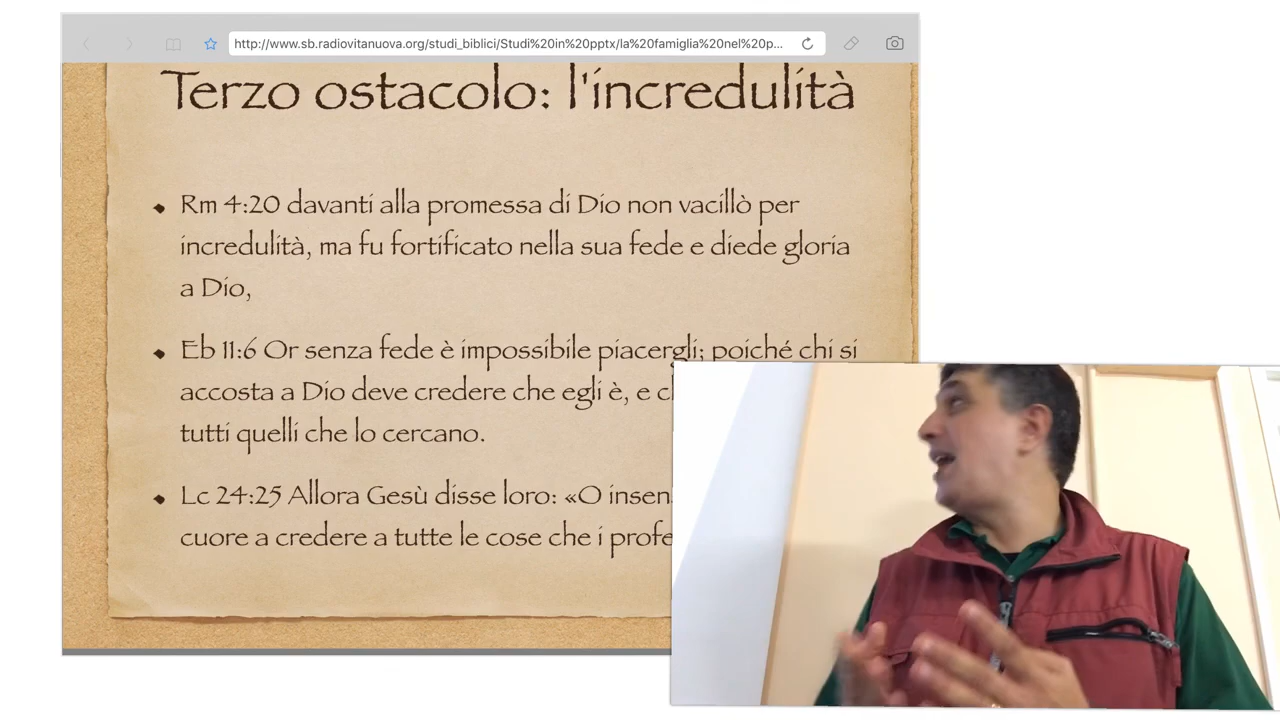 http://www.sb.radiovitanuova.org/studi_biblici/Studi%20in%20pptx/la%20famiglia%20nel%20p...
Terzo ostacolo: l'incredulità
• Rm 4:20 davanti alla promessa di Dio non vacillò per
incredulità, ma fu fortificato nella sua fede e diede gloria
a Dio,
• Eb 11:6 Or senza fede è impossibile piacergli; poiché chi si
accosta a Dio deve credere che egli è, e
tutti quelli che lo cercano.
• Lc 24:25 Allora Gesù disse loro: «O
cuore a credere a tutte le cose che i